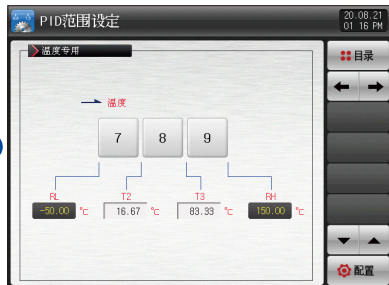 PID范围设定
20.08.21
01 16 PM
温度专用
目录
温度
7 8 9
RL T2 T3 RH
-50.00 ℃ 16.67 ℃ 83.33 ℃ 150.00 ℃
配置